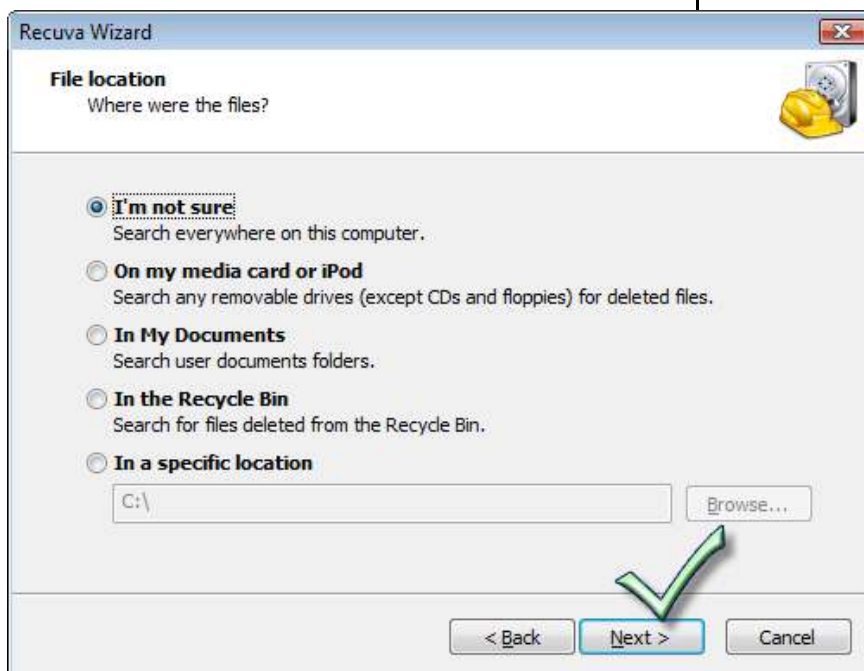 Recuva Wizard
File location
Where were the files?
I'm not sure
Search everywhere on this computer.
On my media card or iPod
Search any removable drives (except CDs and floppies) for deleted files.
In My Documents
Search user documents folders.
In the Recycle Bin
Search for files deleted from the Recycle Bin.
In a specific location
C:\
Browse...
< Back Next > Cancel